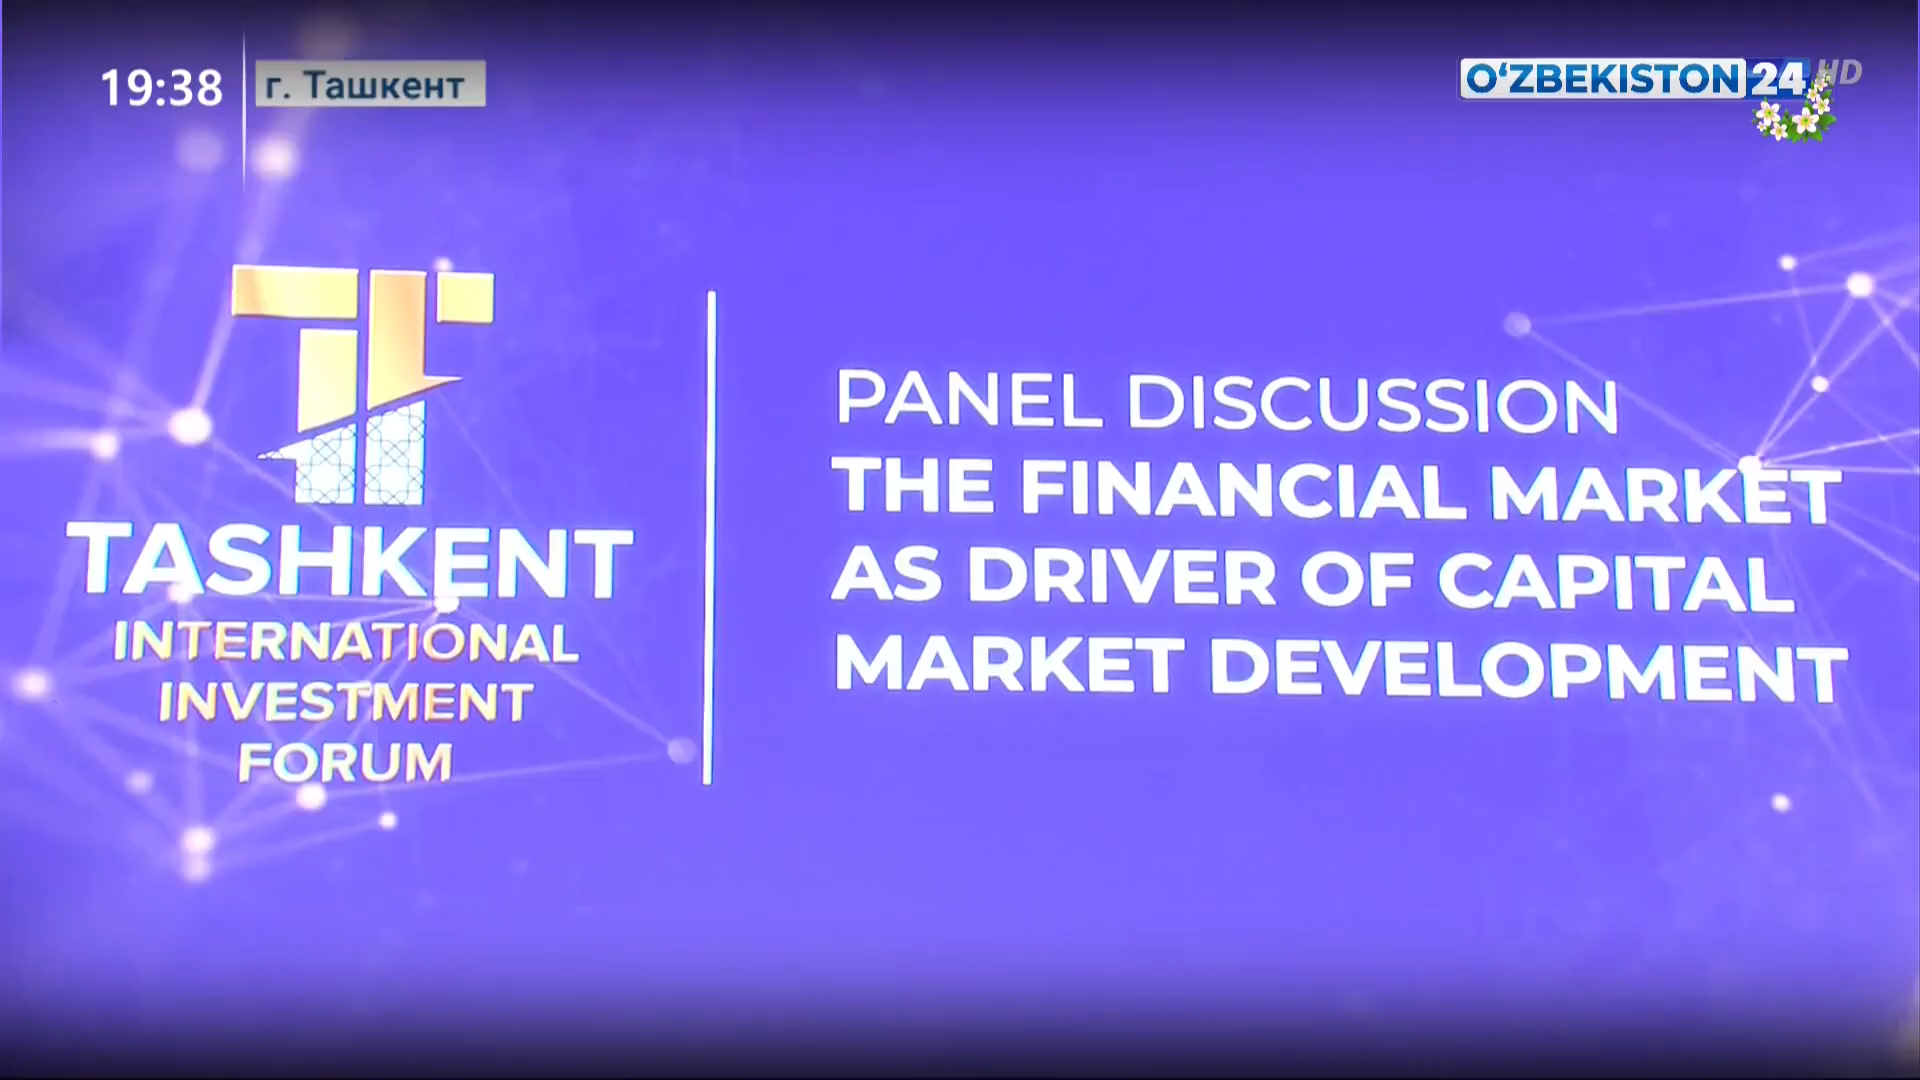 19:38
г. Ташкент
O‘ZBEKISTON 24 HD
TASHKENT
INTERNATIONAL
INVESTMENT
FORUM
PANEL DISCUSSION
THE FINANCIAL MARKET
AS DRIVER OF CAPITAL
MARKET DEVELOPMENT